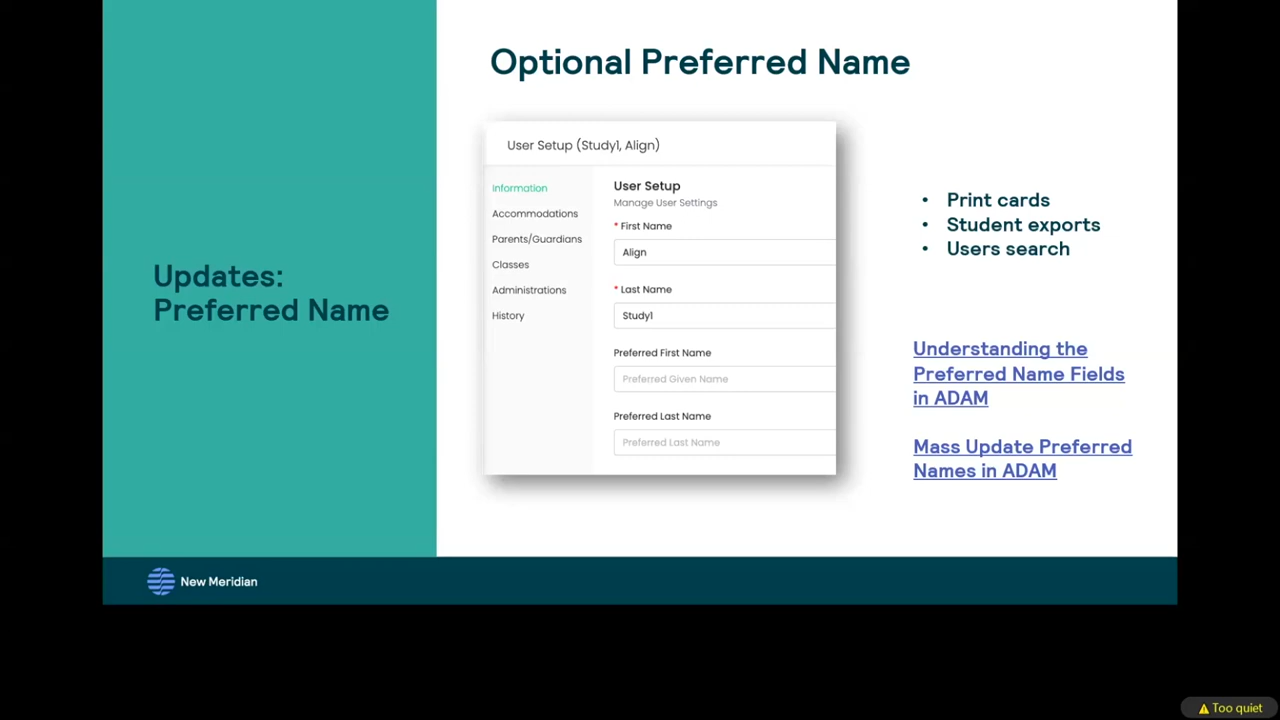 Optional Preferred Name
Updates:
Preferred Name
User Setup (Study1, Align)
Information
Accommodations
Parents/Guardians
Classes
Administrations
History
User Setup
Manage User Settings
* First Name
Align
* Last Name
Study1
Preferred First Name
Preferred Given Name
Preferred Last Name
Preferred Last Name
• Print cards
• Student exports
• Users search
Understanding the
Preferred Name Fields
in ADAM
Mass Update Preferred
Names in ADAM
New Meridian
Too quiet